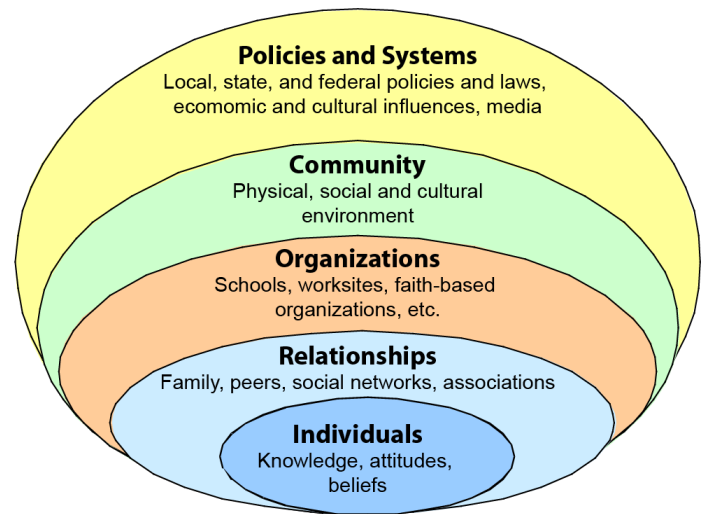 Policies and Systems
Local, state, and federal policies and laws,
ecomomic and cultural influences, media
Community
Physical, social and cultural
environment
Organizations
Schools, worksites, faith-based
organizations, etc.
Relationships
Family, peers, social networks, associations
Individuals
Knowledge, attitudes,
beliefs